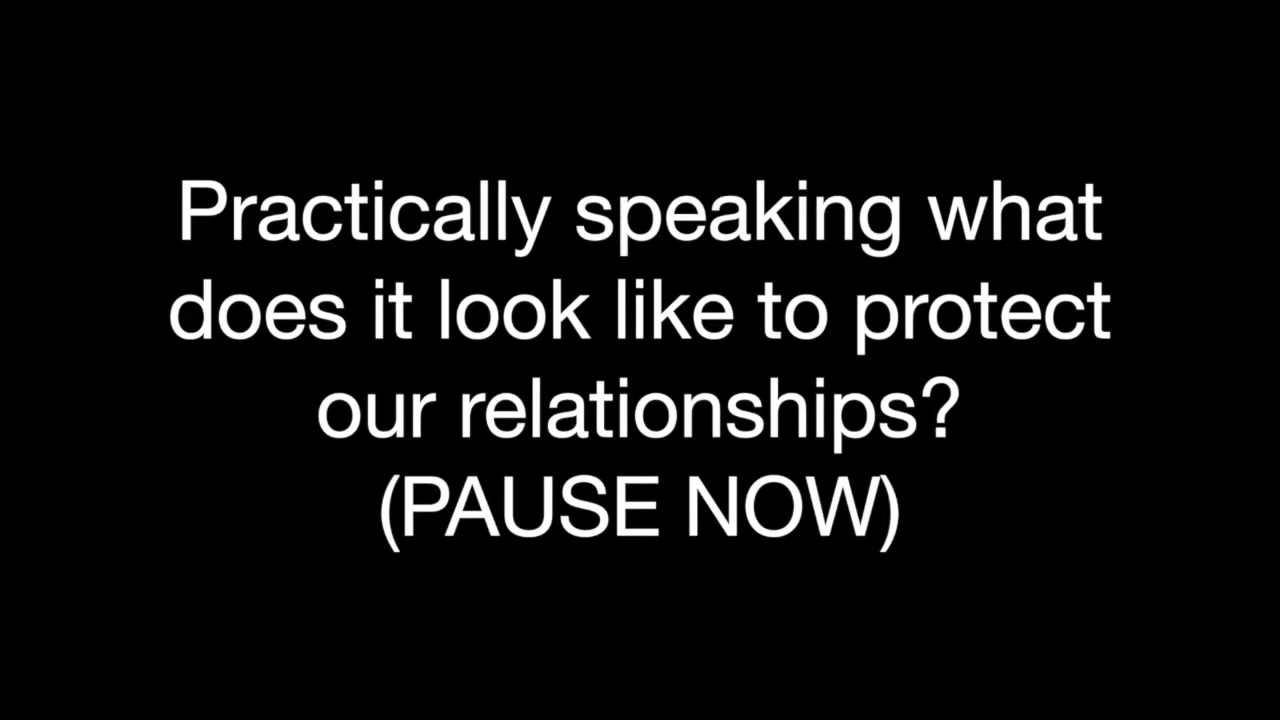 Practically speaking what
does it look like to protect
our relationships?
(PAUSE NOW)